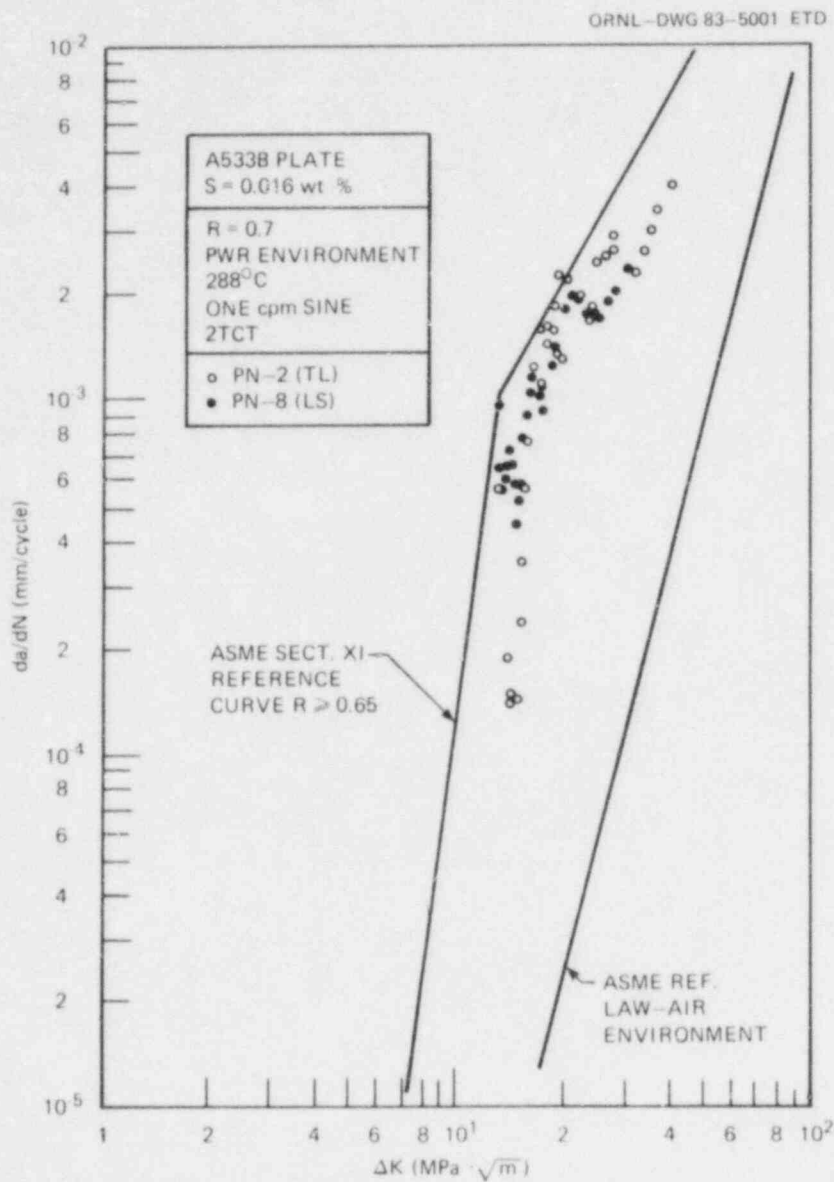 ORNL-DWG 83-5001 ETD
10⁻²
8
6
4
2
10⁻³
8
6
4
2
10⁻⁴
8
6
4
2
10⁻⁵
da/dN (mm/cycle)
A533B PLATE
S = 0.016 wt %
R = 0.7
PWR ENVIRONMENT
288°C
ONE cpm SINE
2TCT
○ PN-2 (TL)
● PN-8 (LS)
ASME SECT. XI
REFERENCE
CURVE R ⩾ 0.65
ASME REF.
LAW-AIR
ENVIRONMENT
1 2 4 6 8 10¹ 2 4 6 8 10²
ΔK (MPa · √m)